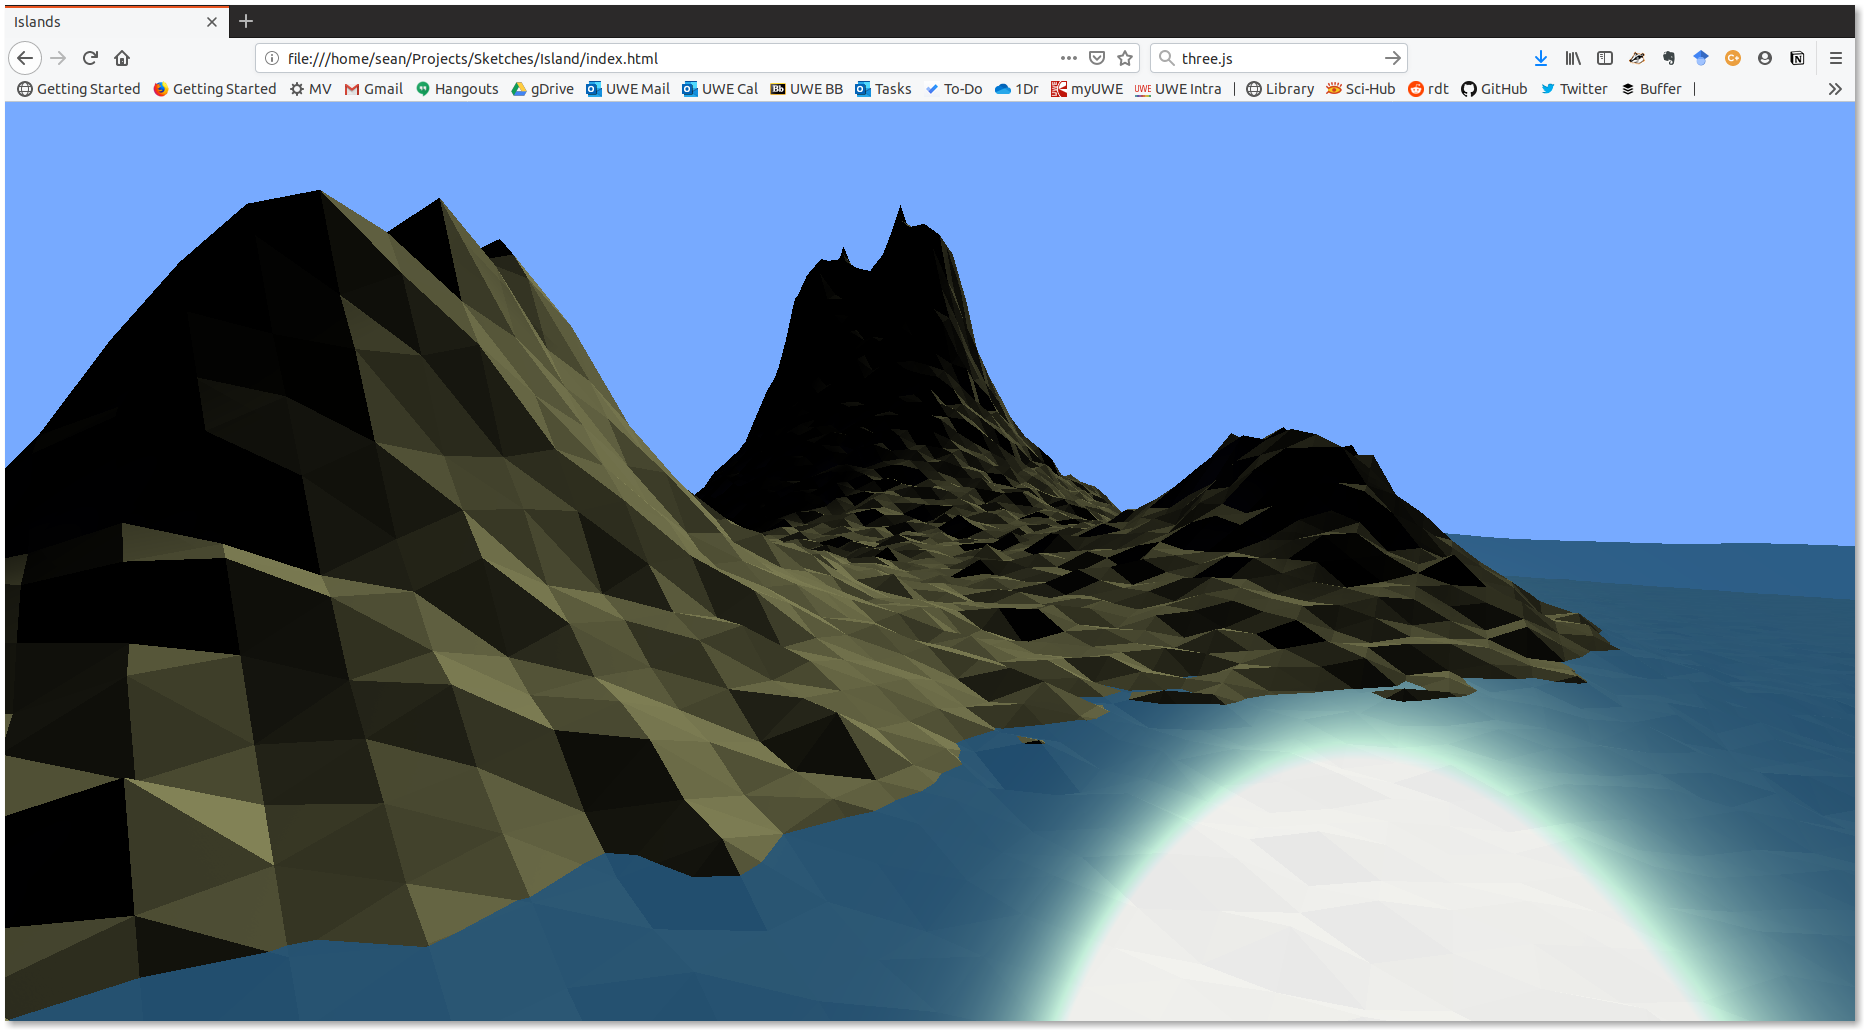 Islands
file:///home/sean/Projects/Sketches/Island/index.html three.js
Getting Started Getting Started MV Gmail Hangouts gDrive UWE Mail UWE Cal Bb UWE BB Tasks To-Do 1Dr myUWE UWE UWE Intra | Library Sci-Hub rdt GitHub Twitter Buffer |